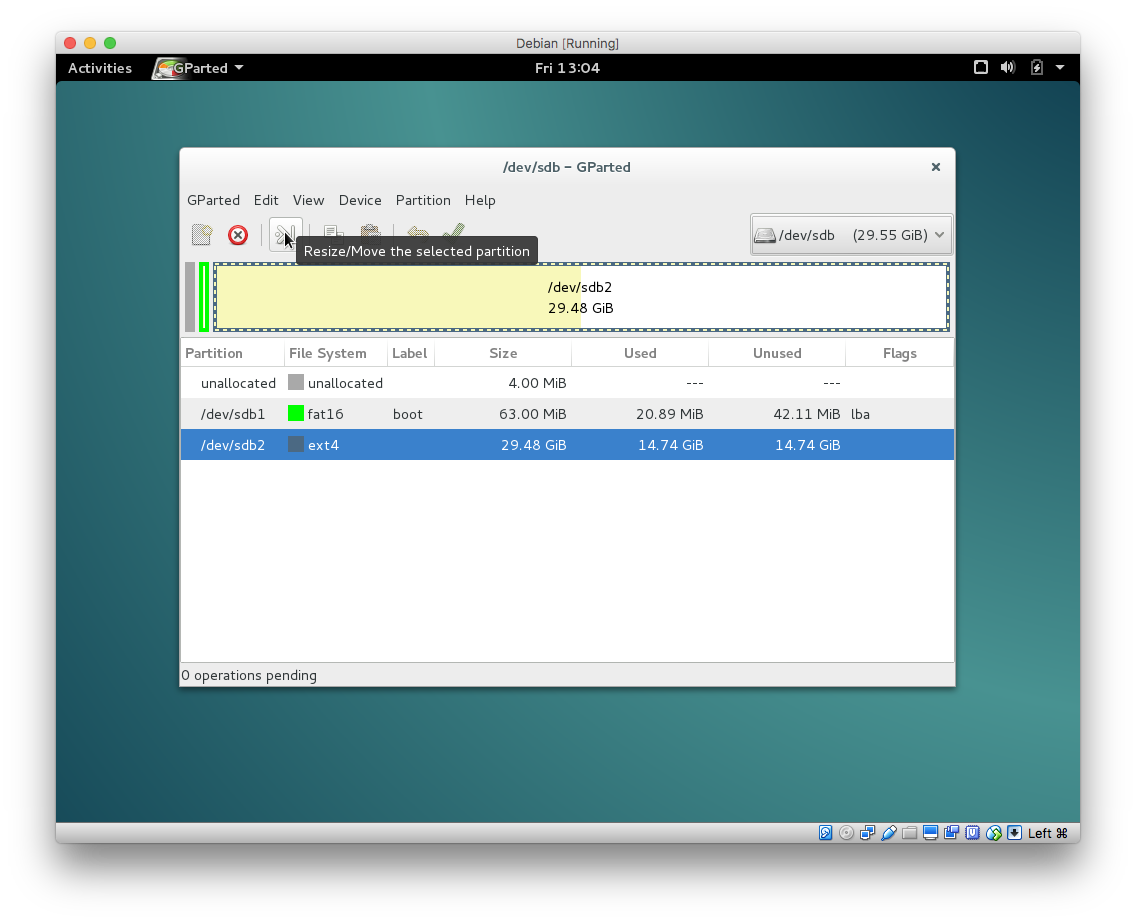 Debian [Running]
Activities GParted Fri 13:04
/dev/sdb – GParted
GParted Edit View Device Partition Help
/dev/sdb (29.55 GiB)
Resize/Move the selected partition
/dev/sdb2
29.48 GiB
Partition File System Label Size Used Unused Flags
unallocated unallocated 4.00 MiB --- ---
/dev/sdb1 fat16 boot 63.00 MiB 20.89 MiB 42.11 MiB lba
/dev/sdb2 ext4 29.48 GiB 14.74 GiB 14.74 GiB
0 operations pending
Left ⌘